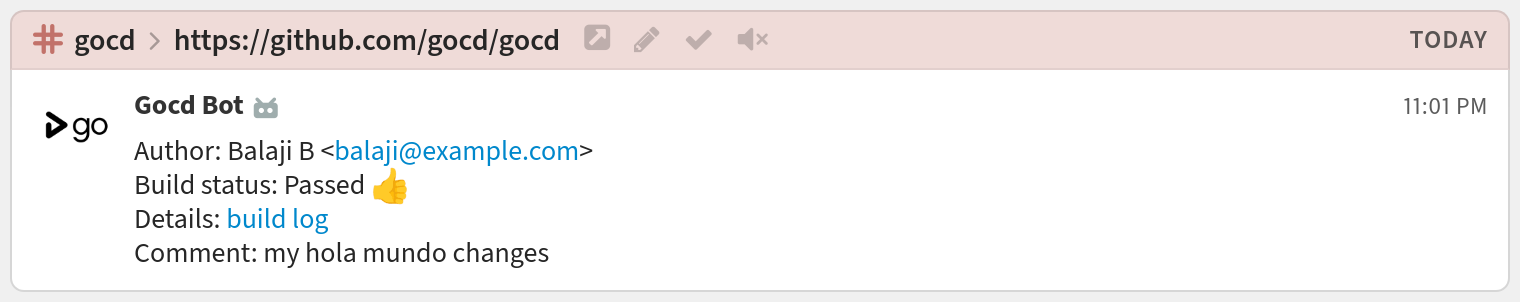 gocd > https://github.com/gocd/gocd TODAY
go Gocd Bot 11:01 PM
Author: Balaji B <balaji@example.com>
Build status: Passed 👍
Details: build log
Comment: my hola mundo changes